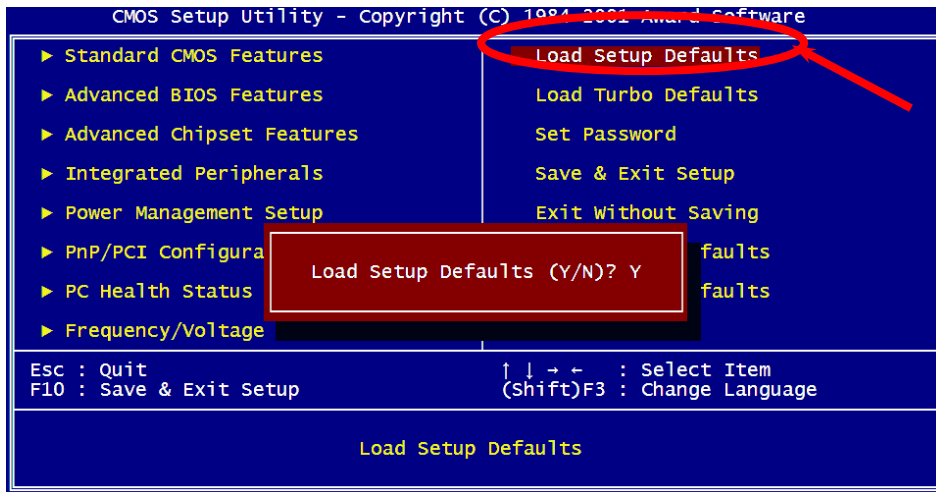 CMOS Setup Utility - Copyright (C) 1984-2001 Award Software
► Standard CMOS Features
► Advanced BIOS Features
► Advanced Chipset Features
► Integrated Peripherals
► Power Management Setup
► PnP/PCI Configura
► PC Health Status
► Frequency/Voltage
Load Setup Defaults
Load Turbo Defaults
Set Password
Save & Exit Setup
Exit Without Saving
faults
faults
Load Setup Defaults (Y/N)? Y
Esc : Quit
F10 : Save & Exit Setup
↑ ↓ → ← : Select Item
(Shift)F3 : Change Language
Load Setup Defaults